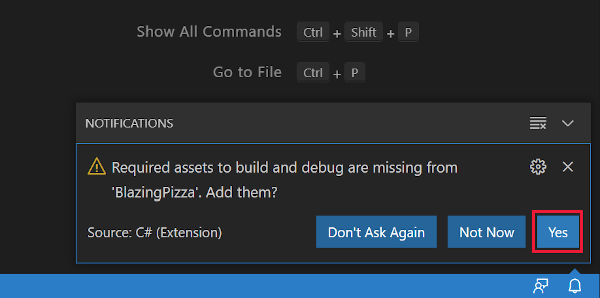 Show All Commands Ctrl + Shift + P
Go to File Ctrl + P
NOTIFICATIONS
Required assets to build and debug are missing from
'BlazingPizza'. Add them?
Source: C# (Extension) Don't Ask Again Not Now Yes